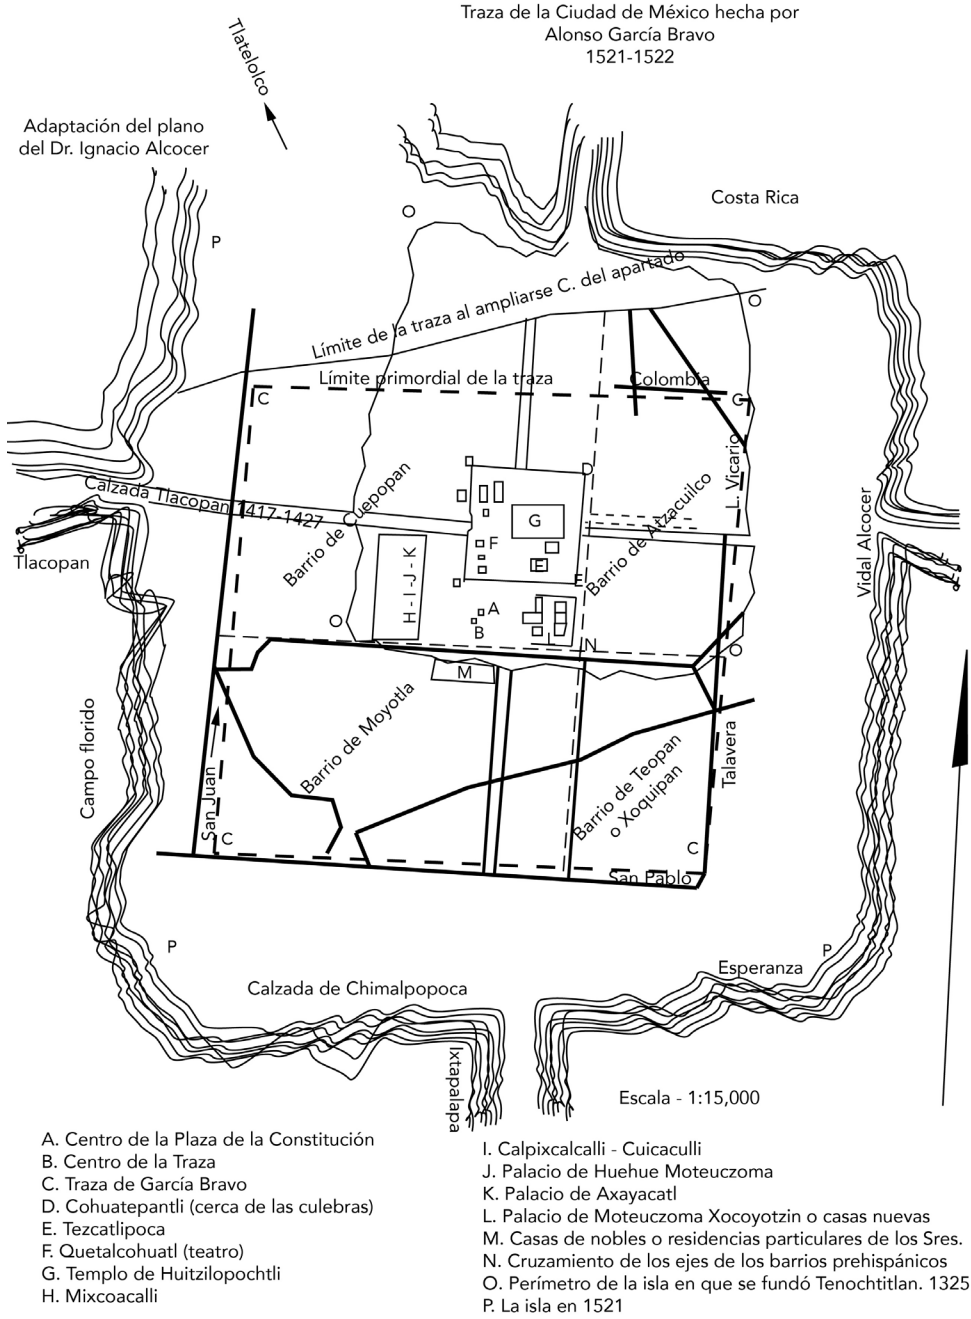 Traza de la Ciudad de México hecha por
Alonso García Bravo
1521-1522
Tlatelolco
Adaptación del plano
del Dr. Ignacio Alcocer
Costa Rica
P
O
O
Límite de la traza al ampliarse C. del apartado
Límite primordial de la traza
Colombia
C
C
L. Vicario
Calzada Tlacopan 1417-1427
Barrio de Cuepopan
D
G
Barrio de Atzacuilco
Vidal Alcocer
Tlacopan
F
E
E
H - I - J - K
A
B
O
L
N
O
M
Campo florido
Barrio de Moyotla
San Juan
Barrio de Teopan
o Xoquipan
Talavera
C
C
San Pablo
P
P
Esperanza
Calzada de Chimalpopoca
Ixtapalapa
Escala - 1:15,000
A. Centro de la Plaza de la Constitución
B. Centro de la Traza
C. Traza de García Bravo
D. Cohuatepantli (cerca de las culebras)
E. Tezcatlipoca
F. Quetalcohuatl (teatro)
G. Templo de Huitzilopochtli
H. Mixcoacalli
I. Calpixcalcalli - Cuicaculli
J. Palacio de Huehue Moteuczoma
K. Palacio de Axayacatl
L. Palacio de Moteuczoma Xocoyotzin o casas nuevas
M. Casas de nobles o residencias particulares de los Sres.
N. Cruzamiento de los ejes de los barrios prehispánicos
O. Perímetro de la isla en que se fundó Tenochtitlan. 1325
P. La isla en 1521